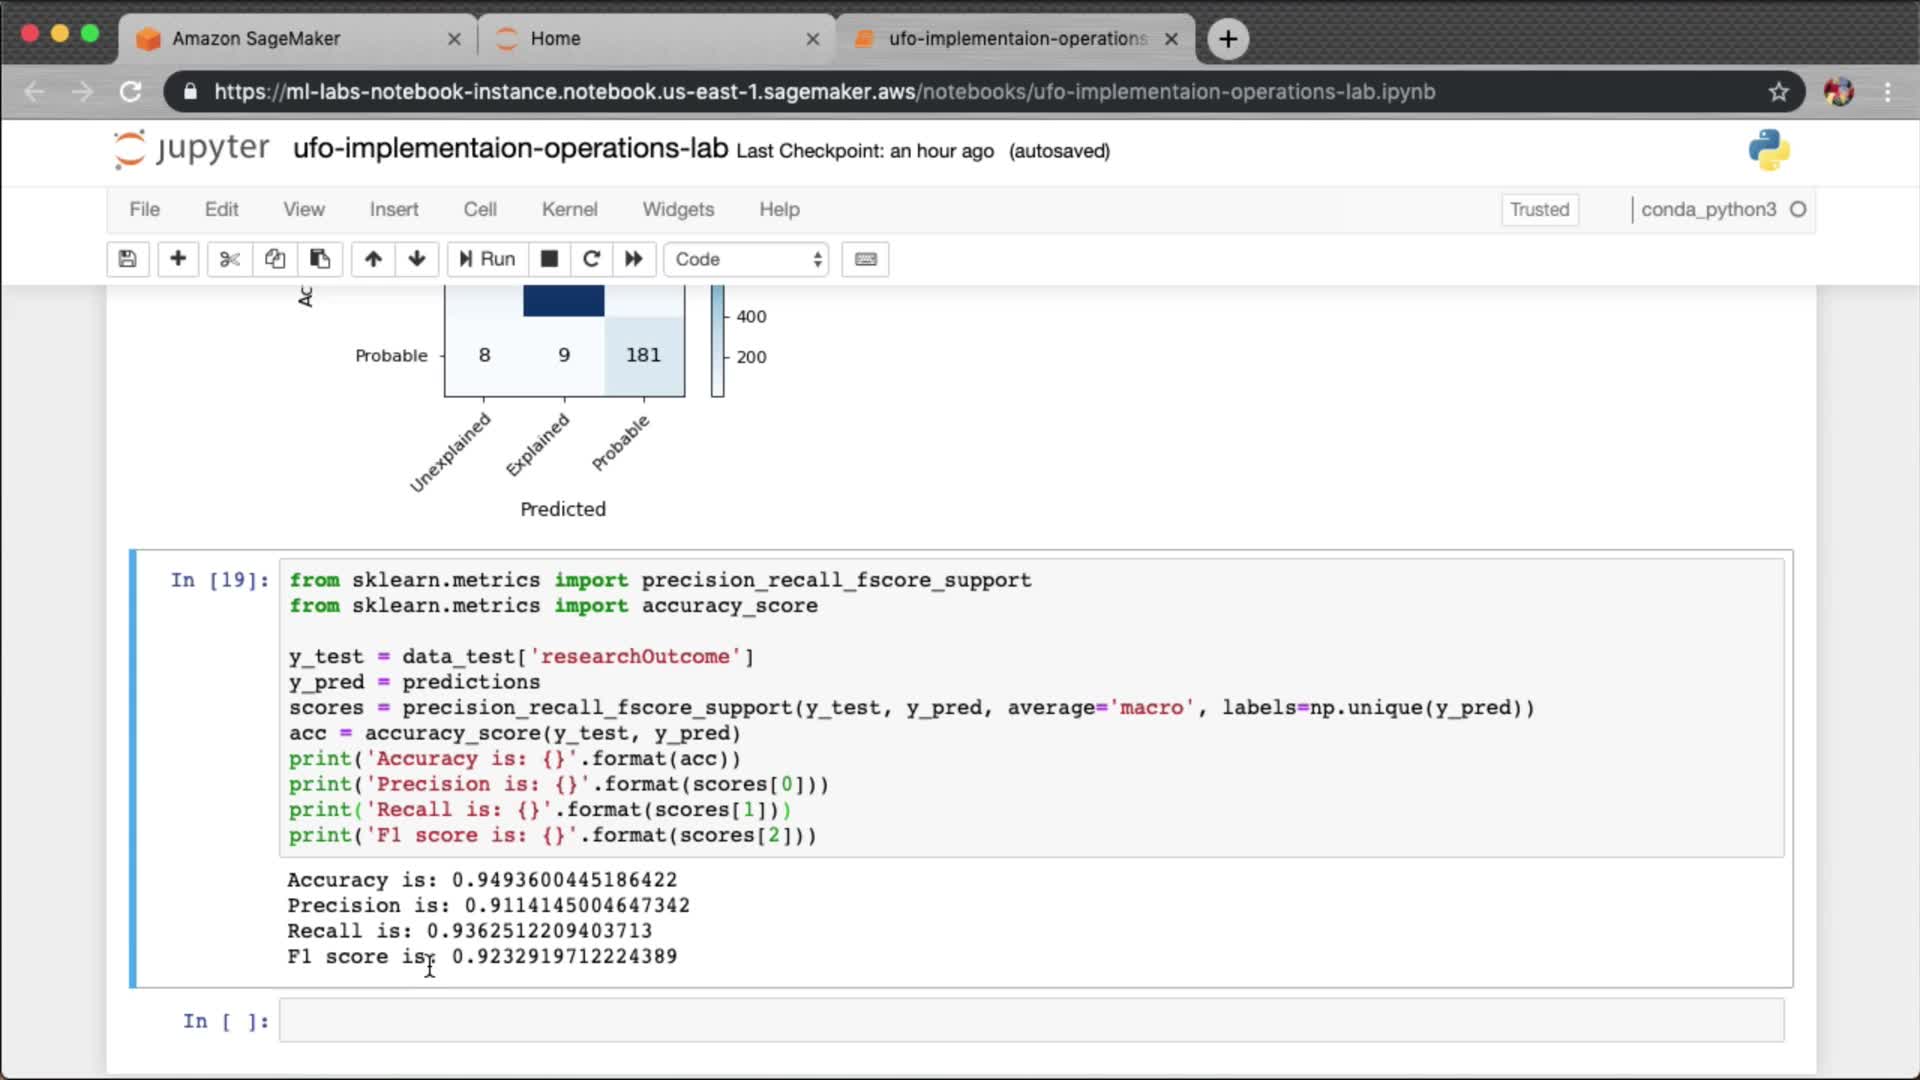 Amazon SageMaker
Home
ufo-implementaion-operations
https://ml-labs-notebook-instance.notebook.us-east-1.sagemaker.aws/notebooks/ufo-implementaion-operations-lab.ipynb
jupyter ufo-implementaion-operations-lab Last Checkpoint: an hour ago (autosaved)
File Edit View Insert Cell Kernel Widgets Help Trusted conda_python3
Run Code
400
Probable 8 9 181 200
Unexplained Explained Probable
Predicted
In [19]:
from sklearn.metrics import precision_recall_fscore_support
from sklearn.metrics import accuracy_score
y_test = data_test['researchOutcome']
y_pred = predictions
scores = precision_recall_fscore_support(y_test, y_pred, average='macro', labels=np.unique(y_pred))
acc = accuracy_score(y_test, y_pred)
print('Accuracy is: {}'.format(acc))
print('Precision is: {}'.format(scores[0]))
print('Recall is: {}'.format(scores[1]))
print('F1 score is: {}'.format(scores[2]))
Accuracy is: 0.9493600445186422
Precision is: 0.9114145004647342
Recall is: 0.9362512209403713
F1 score is: 0.9232919712224389
In [ ]: